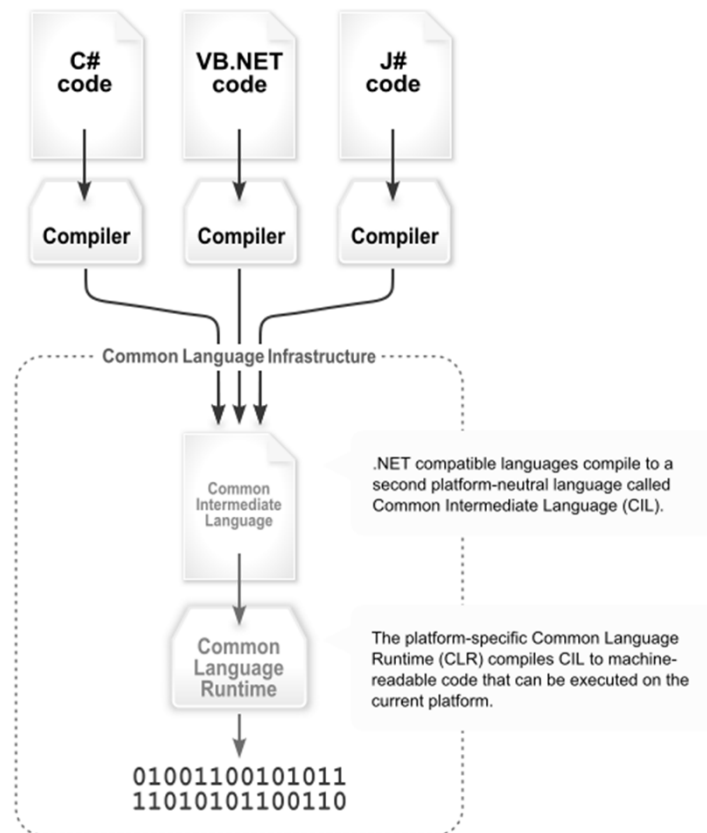 C#
code
VB.NET
code
J#
code
Compiler
Compiler
Compiler
Common Language Infrastructure
Common
Intermediate
Language
.NET compatible languages compile to a
second platform-neutral language called
Common Intermediate Language (CIL).
Common
Language
Runtime
The platform-specific Common Language
Runtime (CLR) compiles CIL to machine-
readable code that can be executed on the
current platform.
01001100101011
11010101100110